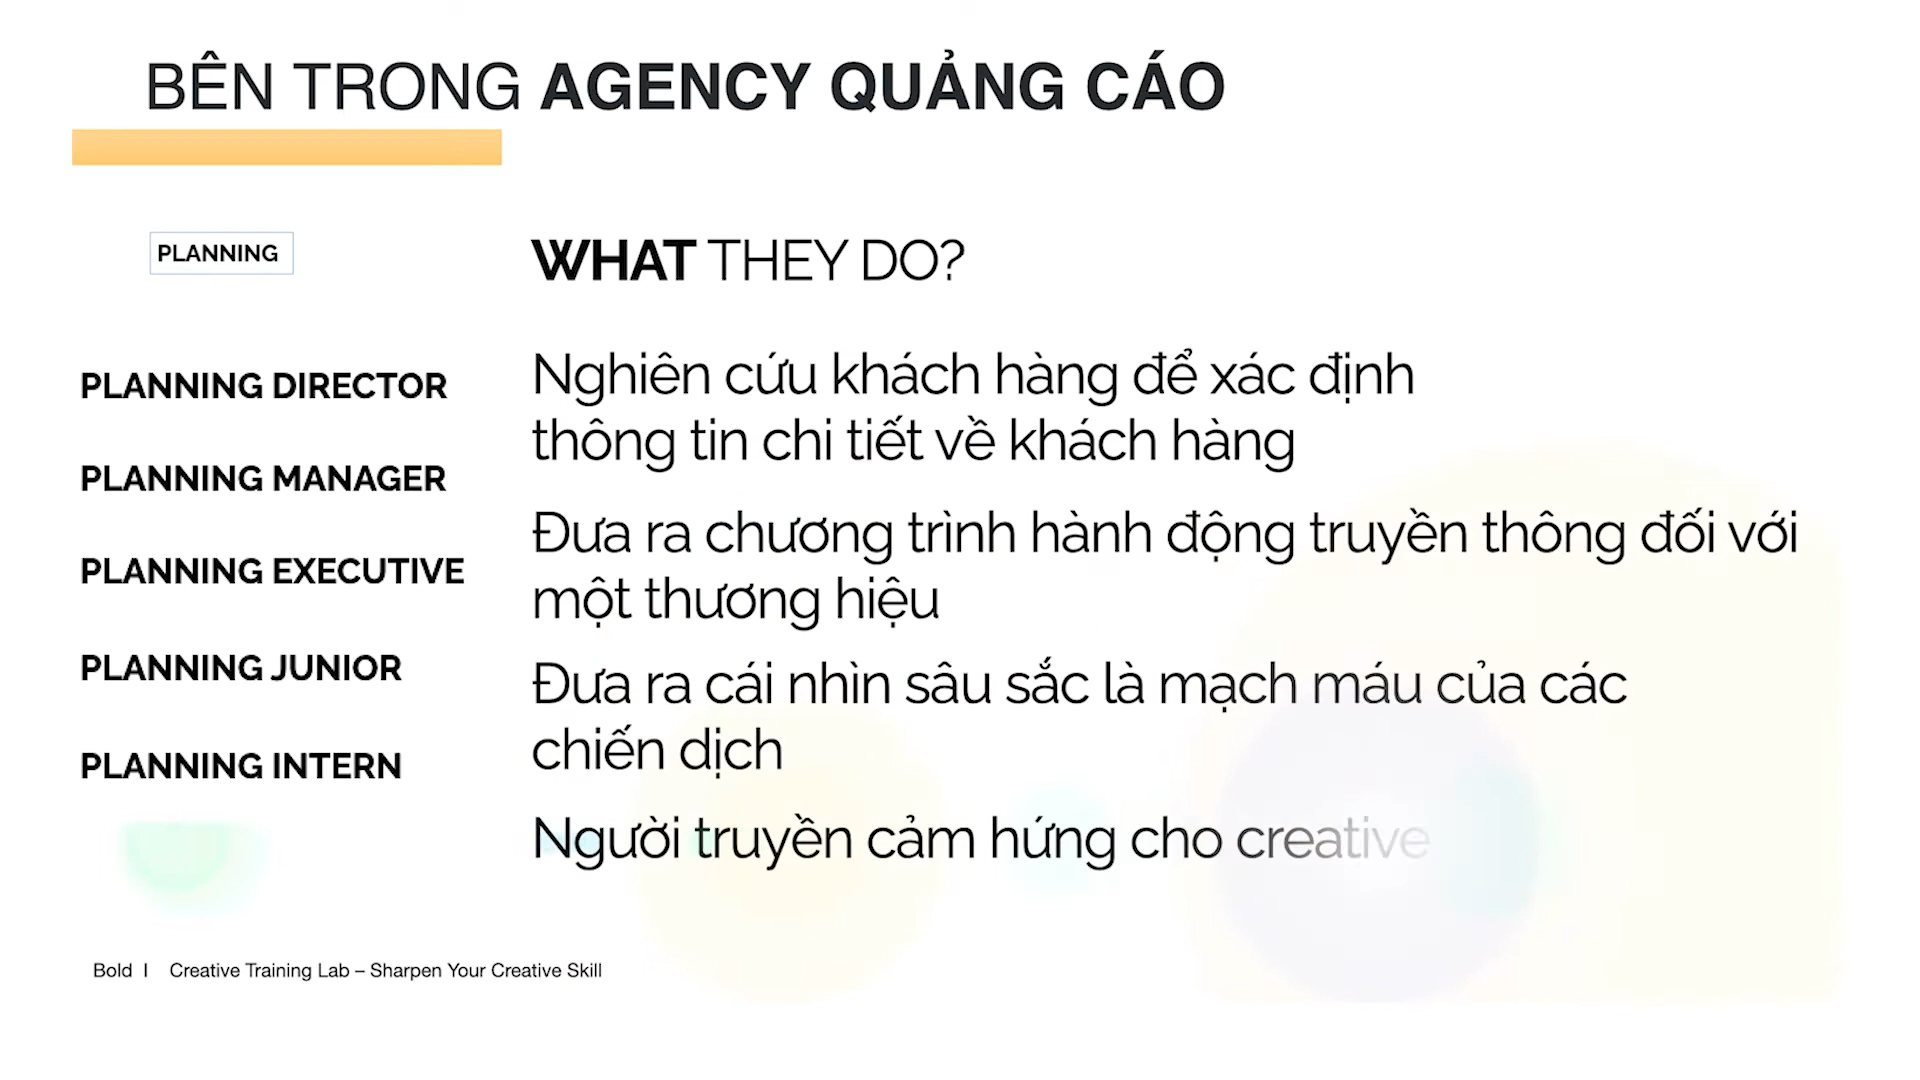 BÊN TRONG AGENCY QUẢNG CÁO
PLANNING
WHAT THEY DO?
PLANNING DIRECTOR
PLANNING MANAGER
PLANNING EXECUTIVE
PLANNING JUNIOR
PLANNING INTERN
Nghiên cứu khách hàng để xác định
thông tin chi tiết về khách hàng
Đưa ra chương trình hành động truyền thông đối với
một thương hiệu
Đưa ra cái nhìn sâu sắc là mạch máu của các
chiến dịch
Người truyền cảm hứng cho creative
Bold I Creative Training Lab – Sharpen Your Creative Skill